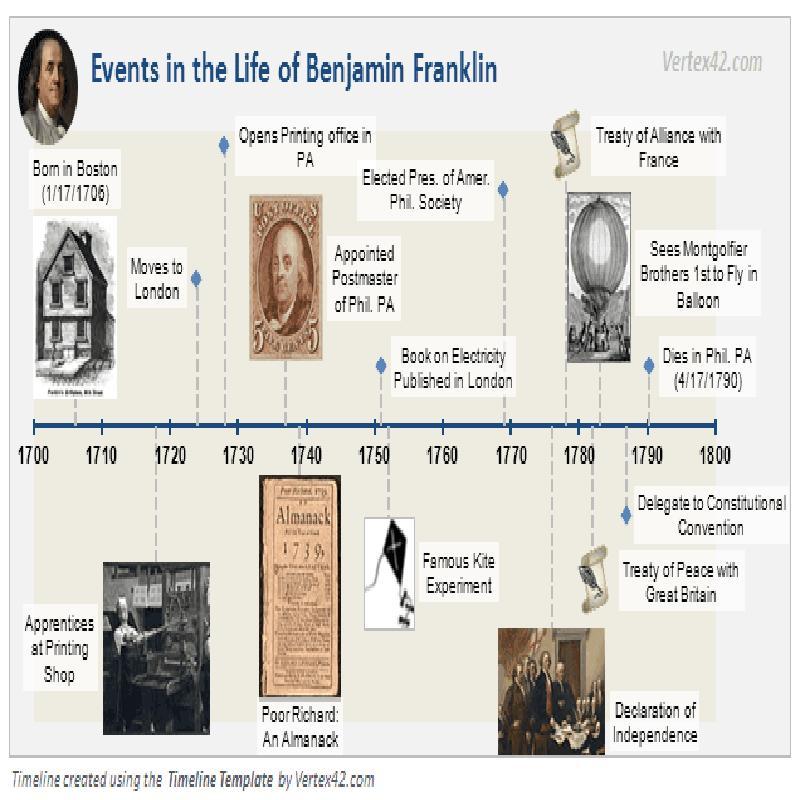 Events in the Life of Benjamin Franklin
Vertex42.com
Born in Boston
(1/17/1706)
Moves to
London
Opens Printing office in
PA
Appointed
Postmaster
of Phil. PA
Elected Pres. of Amer.
Phil. Society
Book on Electricity
Published in London
Treaty of Alliance with
France
Sees Montgolfier
Brothers 1st to Fly in
Balloon
Dies in Phil. PA
(4/17/1790)
1700 1710 1720 1730 1740 1750 1760 1770 1780 1790 1800
Apprentices
at Printing
Shop
Almanack
1739
Poor Richard:
An Almanack
Famous Kite
Experiment
Delegate to Constitutional
Convention
Treaty of Peace with
Great Britain
Declaration of
Independence
Timeline created using the Timeline Template by Vertex42.com